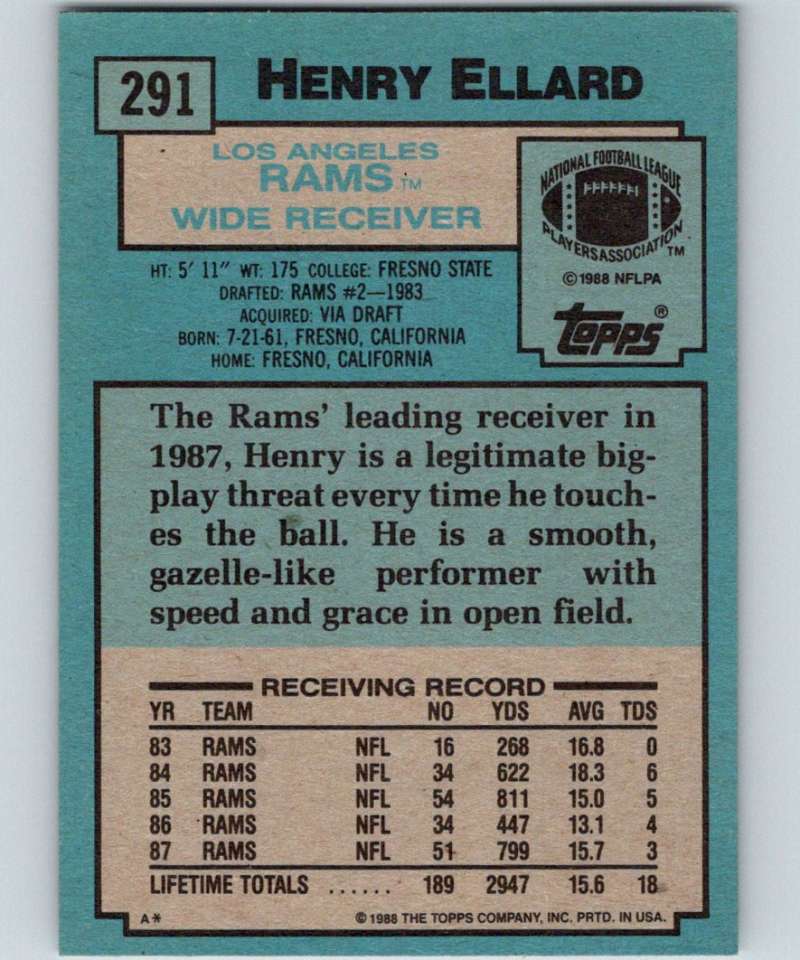 291
HENRY ELLARD
LOS ANGELES
RAMS™
WIDE RECEIVER
NATIONAL FOOTBALL LEAGUE
PLAYERS ASSOCIATION™
©1988 NFLPA
Topps®
HT: 5' 11" WT: 175 COLLEGE: FRESNO STATE
DRAFTED: RAMS #2—1983
ACQUIRED: VIA DRAFT
BORN: 7-21-61, FRESNO, CALIFORNIA
HOME: FRESNO, CALIFORNIA
The Rams' leading receiver in
1987, Henry is a legitimate big-
play threat every time he touch-
es the ball. He is a smooth,
gazelle-like performer with
speed and grace in open field.
RECEIVING RECORD
YR TEAM NO YDS AVG TDS
83 RAMS NFL 16 268 16.8 0
84 RAMS NFL 34 622 18.3 6
85 RAMS NFL 54 811 15.0 5
86 RAMS NFL 34 447 13.1 4
87 RAMS NFL 51 799 15.7 3
LIFETIME TOTALS ...... 189 2947 15.6 18
A* ©1988 THE TOPPS COMPANY, INC. PRTD. IN USA.